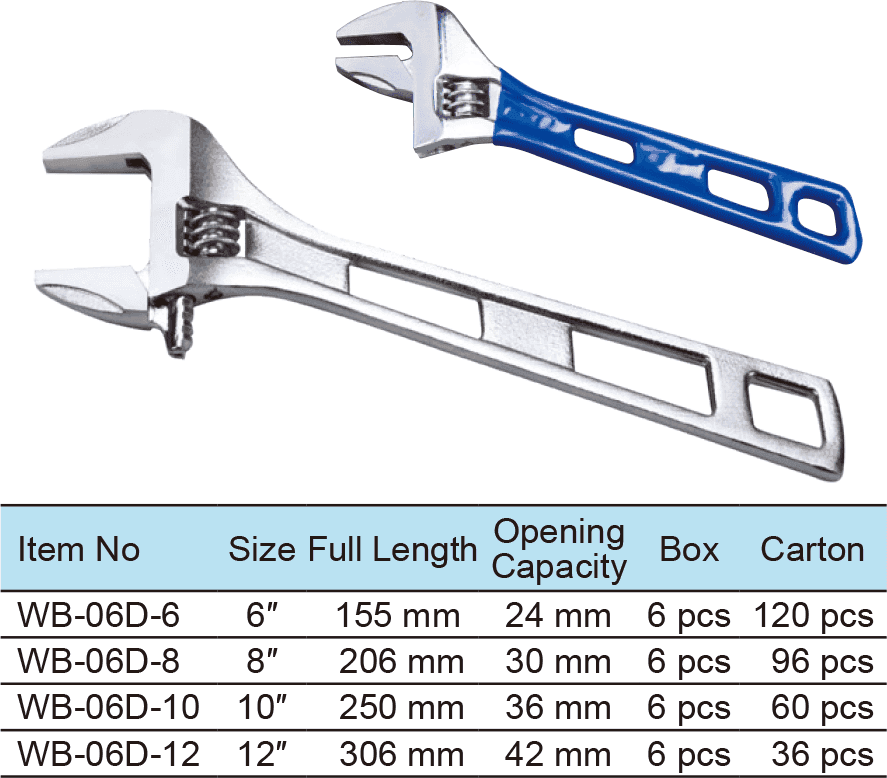 Item No Size Full Length Opening Capacity Box Carton
WB-06D-6 6″ 155 mm 24 mm 6 pcs 120 pcs
WB-06D-8 8″ 206 mm 30 mm 6 pcs 96 pcs
WB-06D-10 10″ 250 mm 36 mm 6 pcs 60 pcs
WB-06D-12 12″ 306 mm 42 mm 6 pcs 36 pcs